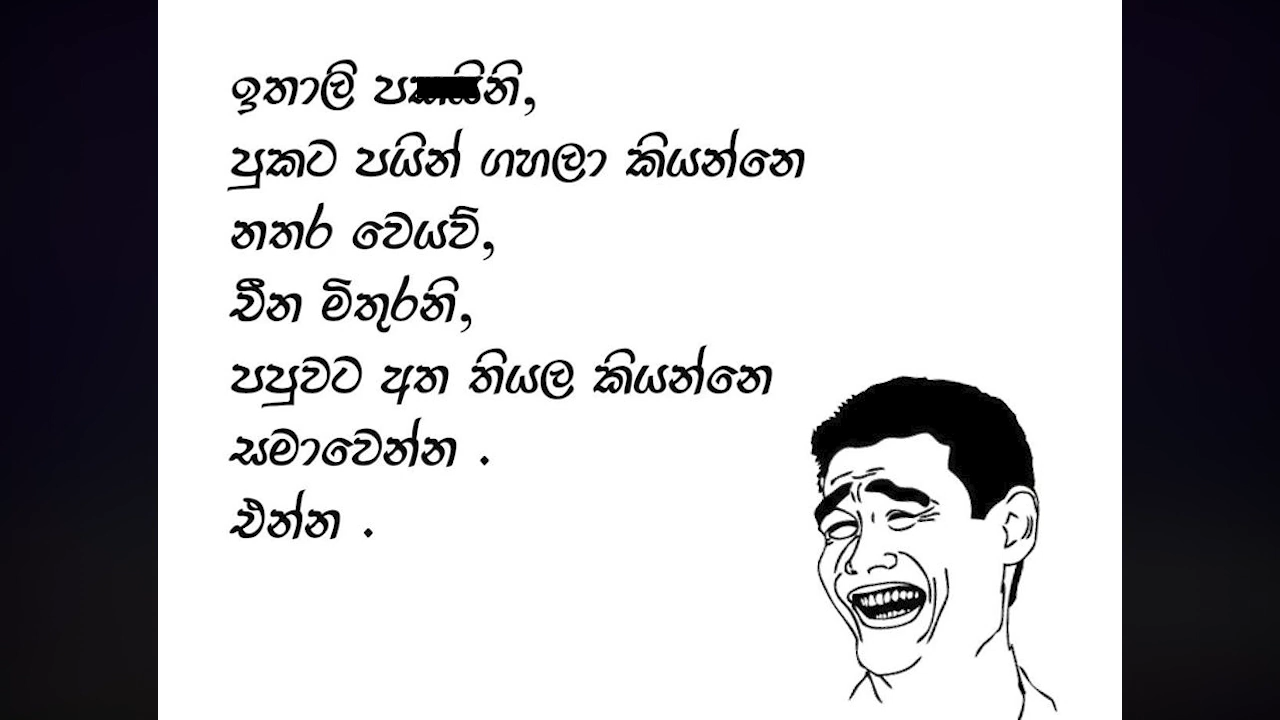 ඉතාලි
පුකට පයින් ගහලා කියන්නෙ
නතර වෙයව්,
චීන මිතුරනි,
පපුවට අත තියල කියන්නෙ
සමාවෙන්න .
එන්න .